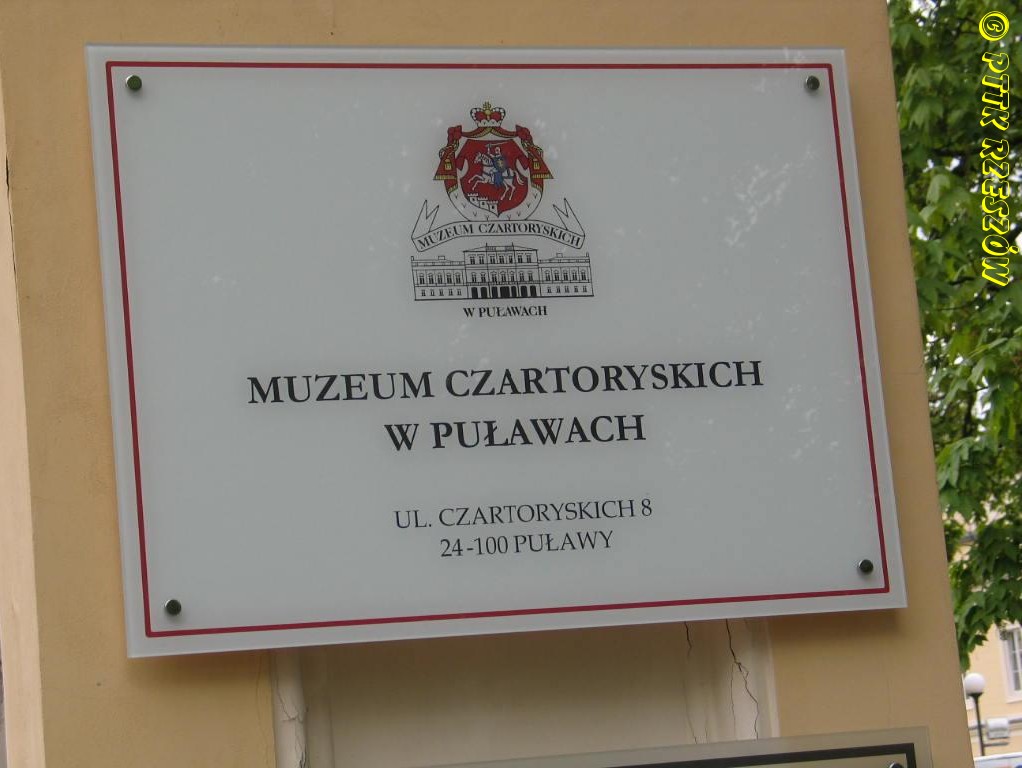 MUZEUM CZARTORYSKICH
W PUŁAWACH
MUZEUM CZARTORYSKICH
W PUŁAWACH
UL. CZARTORYSKICH 8
24-100 PUŁAWY
© PTTK RZESZÓW